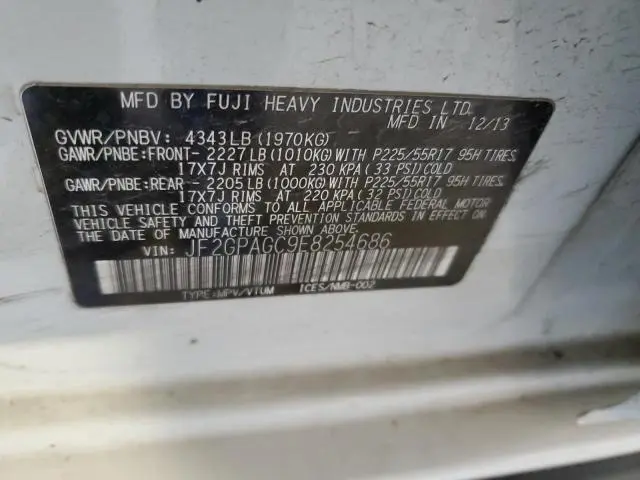 MFD BY FUJI HEAVY INDUSTRIES LTD.
MFD IN 12/13
GVWR/PNBV: 4343LB(1970KG)
GAWR/PNBE:FRONT- 2227LB(1010KG)WITH P225/55R17 95H TIRES,
17X7J RIMS AT 230 KPA(33 PSI)COLD
GAWR/PNBE:REAR - 2205LB(1000KG)WITH P225/55R17 95H TIRES,
17X7J RIMS AT 220 KPA(32 PSI)COLD
THIS VEHICLE CONFORMS TO ALL APPLICABLE FEDERAL MOTOR
VEHICLE SAFETY AND THEFT PREVENTION STANDARDS IN EFFECT ON
THE DATE OF MANUFACTURE SHOWN ABOVE.
VIN: JF2GPAGC9E8254686
TYPE:MPV/VTUM ICES/NMB-002